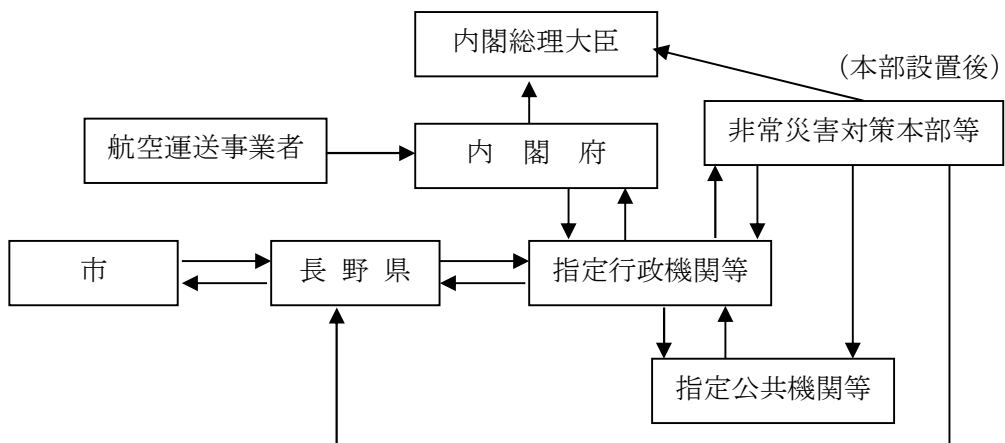 内閣総理大臣
（本部設置後）
非常災害対策本部等
航空運送事業者
内　閣　府
市
長 野 県
指定行政機関等
指定公共機関等